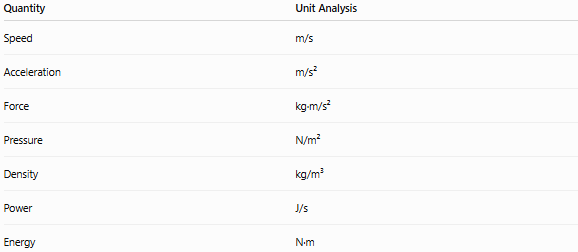 Quantity Unit Analysis
Speed m/s
Acceleration m/s²
Force kg·m/s²
Pressure N/m²
Density kg/m³
Power J/s
Energy N·m